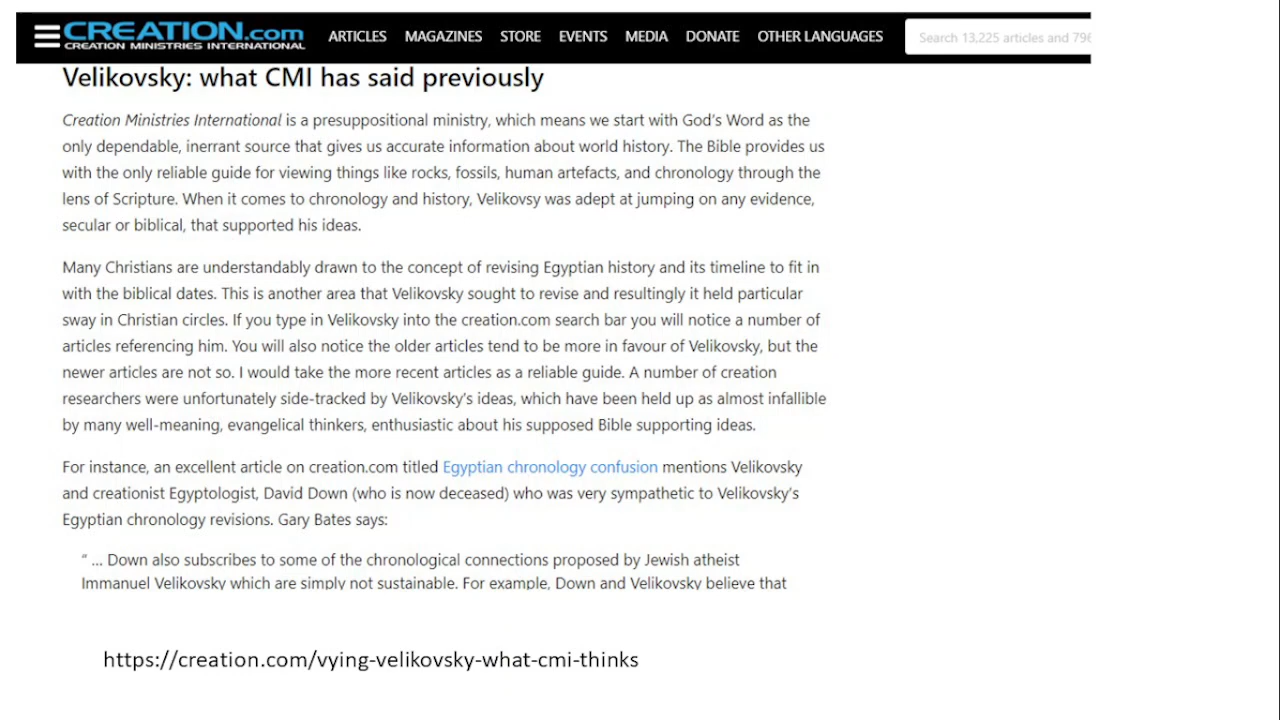 CREATION.com
CREATION MINISTRIES INTERNATIONAL
ARTICLES MAGAZINES STORE EVENTS MEDIA DONATE OTHER LANGUAGES
Search 13,225 articles and 796
Velikovsky: what CMI has said previously
Creation Ministries International is a presuppositional ministry, which means we start with God's Word as the
only dependable, inerrant source that gives us accurate information about world history. The Bible provides us
with the only reliable guide for viewing things like rocks, fossils, human artefacts, and chronology through the
lens of Scripture. When it comes to chronology and history, Velikovsy was adept at jumping on any evidence,
secular or biblical, that supported his ideas.
Many Christians are understandably drawn to the concept of revising Egyptian history and its timeline to fit in
with the biblical dates. This is another area that Velikovsky sought to revise and resultingly it held particular
sway in Christian circles. If you type in Velikovsky into the creation.com search bar you will notice a number of
articles referencing him. You will also notice the older articles tend to be more in favour of Velikovsky, but the
newer articles are not so. I would take the more recent articles as a reliable guide. A number of creation
researchers were unfortunately side-tracked by Velikovsky's ideas, which have been held up as almost infallible
by many well-meaning, evangelical thinkers, enthusiastic about his supposed Bible supporting ideas.
For instance, an excellent article on creation.com titled Egyptian chronology confusion mentions Velikovsky
and creationist Egyptologist, David Down (who is now deceased) who was very sympathetic to Velikovsky's
Egyptian chronology revisions. Gary Bates says:
" ... Down also subscribes to some of the chronological connections proposed by Jewish atheist
Immanuel Velikovsky which are simply not sustainable. For example, Down and Velikovsky believe that
https://creation.com/vying-velikovsky-what-cmi-thinks